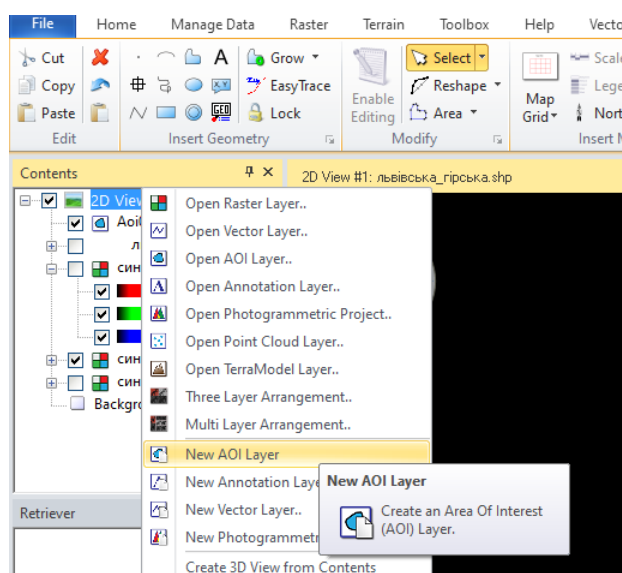 File Home Manage Data Raster Terrain Toolbox Help
Cut A Grow Select
Copy EasyTrace Enable Reshape Map
Paste GEO Lock Editing Area Grid
Edit Insert Geometry Modify Insert
Contents 2D View #1: львівська_гірська.shp
2D View
Open Raster Layer..
Open Vector Layer..
Open AOI Layer..
Open Annotation Layer..
Open Photogrammetric Project..
Open Point Cloud Layer..
Open TerraModel Layer..
Three Layer Arrangement..
Multi Layer Arrangement..
New AOI Layer
New Annotation
New Vector Layer..
New
Create 3D View from Contents
New AOI Layer
Create an Area Of Interest
(AOI) Layer.
Retriever